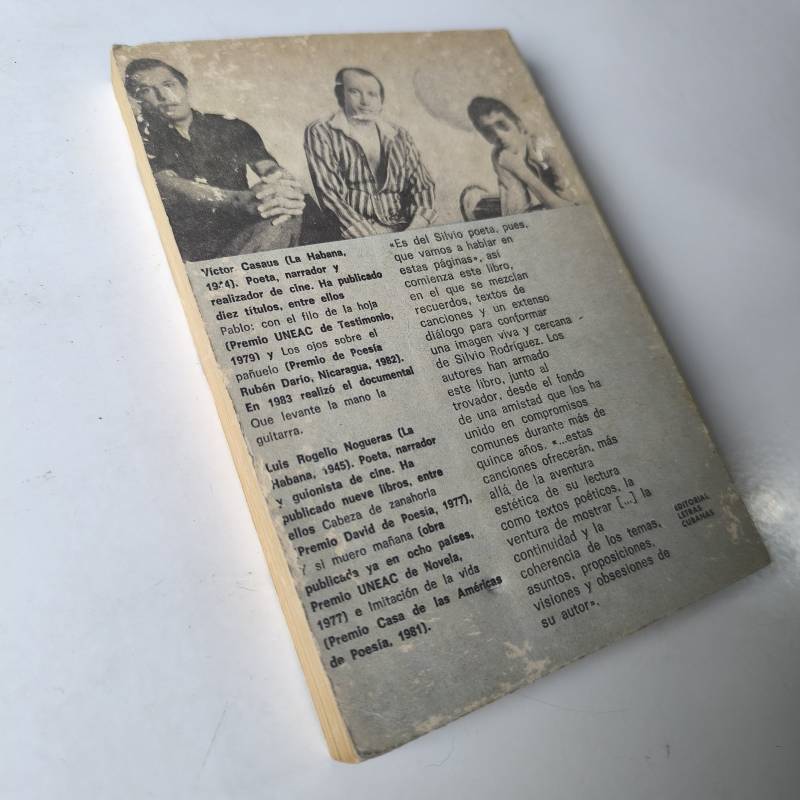 Víctor Casaus (La Habana,
Poeta, narrador y
realizador de cine. Ha publicado
diez títulos, entre ellos
Pablo: con el filo de la hoja
(Premio UNEAC de Testimonio,
1979) y Los ojos sobre el
pañuelo (Premio de Poesía
Rubén Darío, Nicaragua, 1982).
En 1983 realizó el documental
Que levante la mano la
guitarra.
Luis Rogelio Nogueras (La
Habana, 1945). Poeta, narrador
y guionista de cine. Ha
publicado nueve libros, entre
ellos Cabeza de zanahoria
(Premio David de Poesía, 1977),
Y si muero mañana (obra
publicada ya en ocho países,
Premio UNEAC de Novela,
1977) e Imitación de la vida
(Premio Casa de las Américas
de Poesía, 1981).
«Es del Silvio poeta, pues,
que vamos a hablar en
estas páginas», así
comienza este libro,
en el que se mezclan
recuerdos, textos de
canciones y un extenso
diálogo para conformar
una imagen viva y cercana
de Silvio Rodríguez. Los
autores han armado
este libro, junto al
trovador, desde el fondo
de una amistad que los ha
unido en compromisos
comunes durante más de
quince años. «...estas
canciones ofrecerán, más
allá de la aventura
estética de su lectura
como textos poéticos, la
ventura de mostrar [...] la
continuidad y la
coherencia de los temas,
asuntos, proposiciones,
visiones y obsesiones de
su autor».
EDITORIAL
LETRAS
CUBANAS